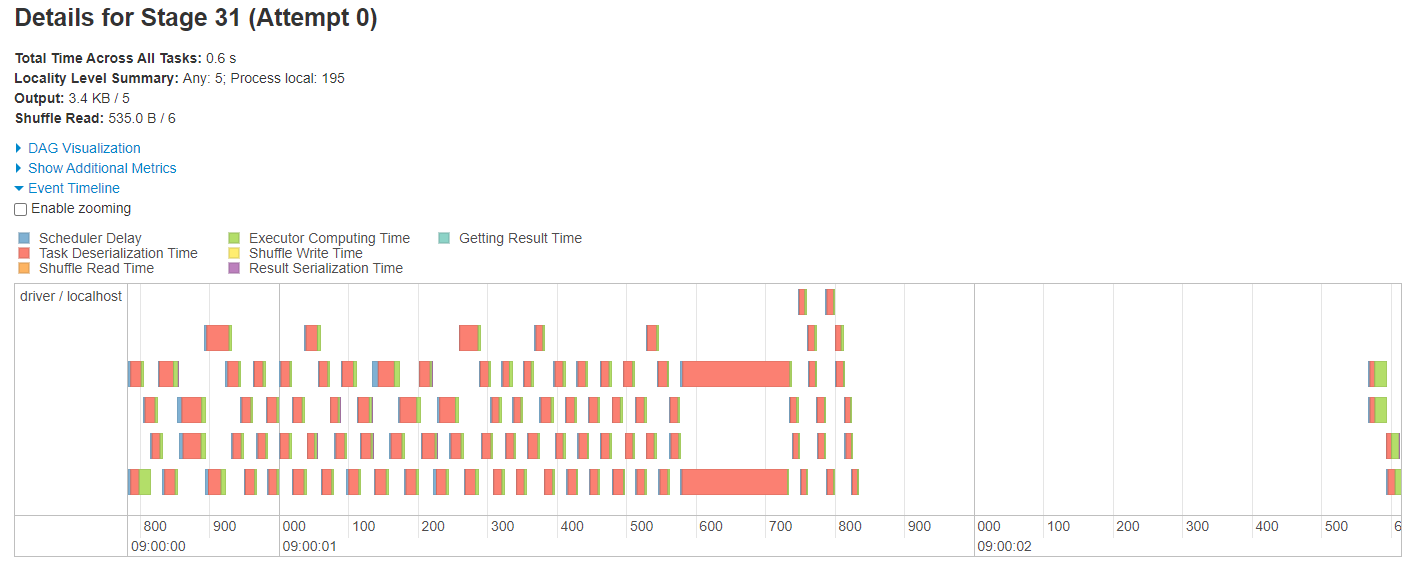 Details for Stage 31 (Attempt 0)
Total Time Across All Tasks: 0.6 s
Locality Level Summary: Any: 5; Process local: 195
Output: 3.4 KB / 5
Shuffle Read: 535.0 B / 6
DAG Visualization
Show Additional Metrics
Event Timeline
Enable zooming
Scheduler Delay Executor Computing Time Getting Result Time
Task Deserialization Time Shuffle Write Time
Shuffle Read Time Result Serialization Time
driver / localhost
800 900 000 100 200 300 400 500 600 700 800 900 000 100 200 300 400 500 6
09:00:00 09:00:01 09:00:02